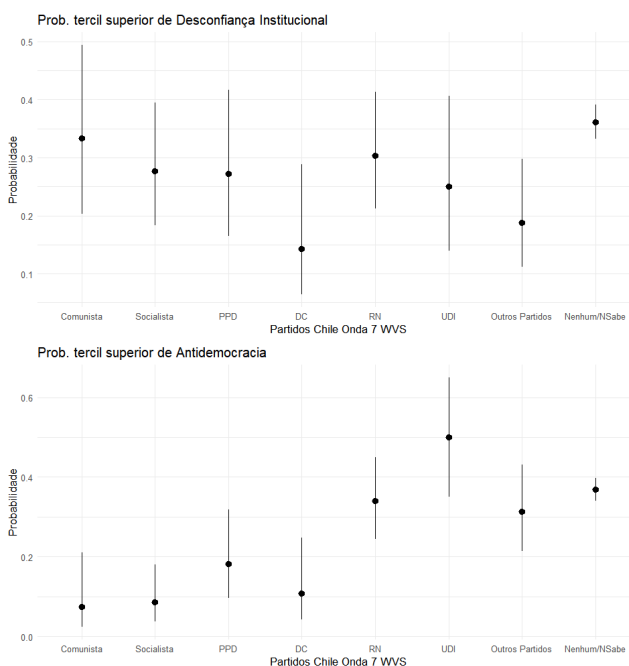 Prob. tercil superior de Desconfiança Institucional
0.5
0.4
0.3
0.2
0.1
Probabilidade
Comunista Socialista PPD DC RN UDI Outros Partidos Nenhum/NSabe
Partidos Chile Onda 7 WVS
Prob. tercil superior de Antidemocracia
0.6
0.4
0.2
0.0
Probabilidade
Comunista Socialista PPD DC RN UDI Outros Partidos Nenhum/NSabe
Partidos Chile Onda 7 WVS